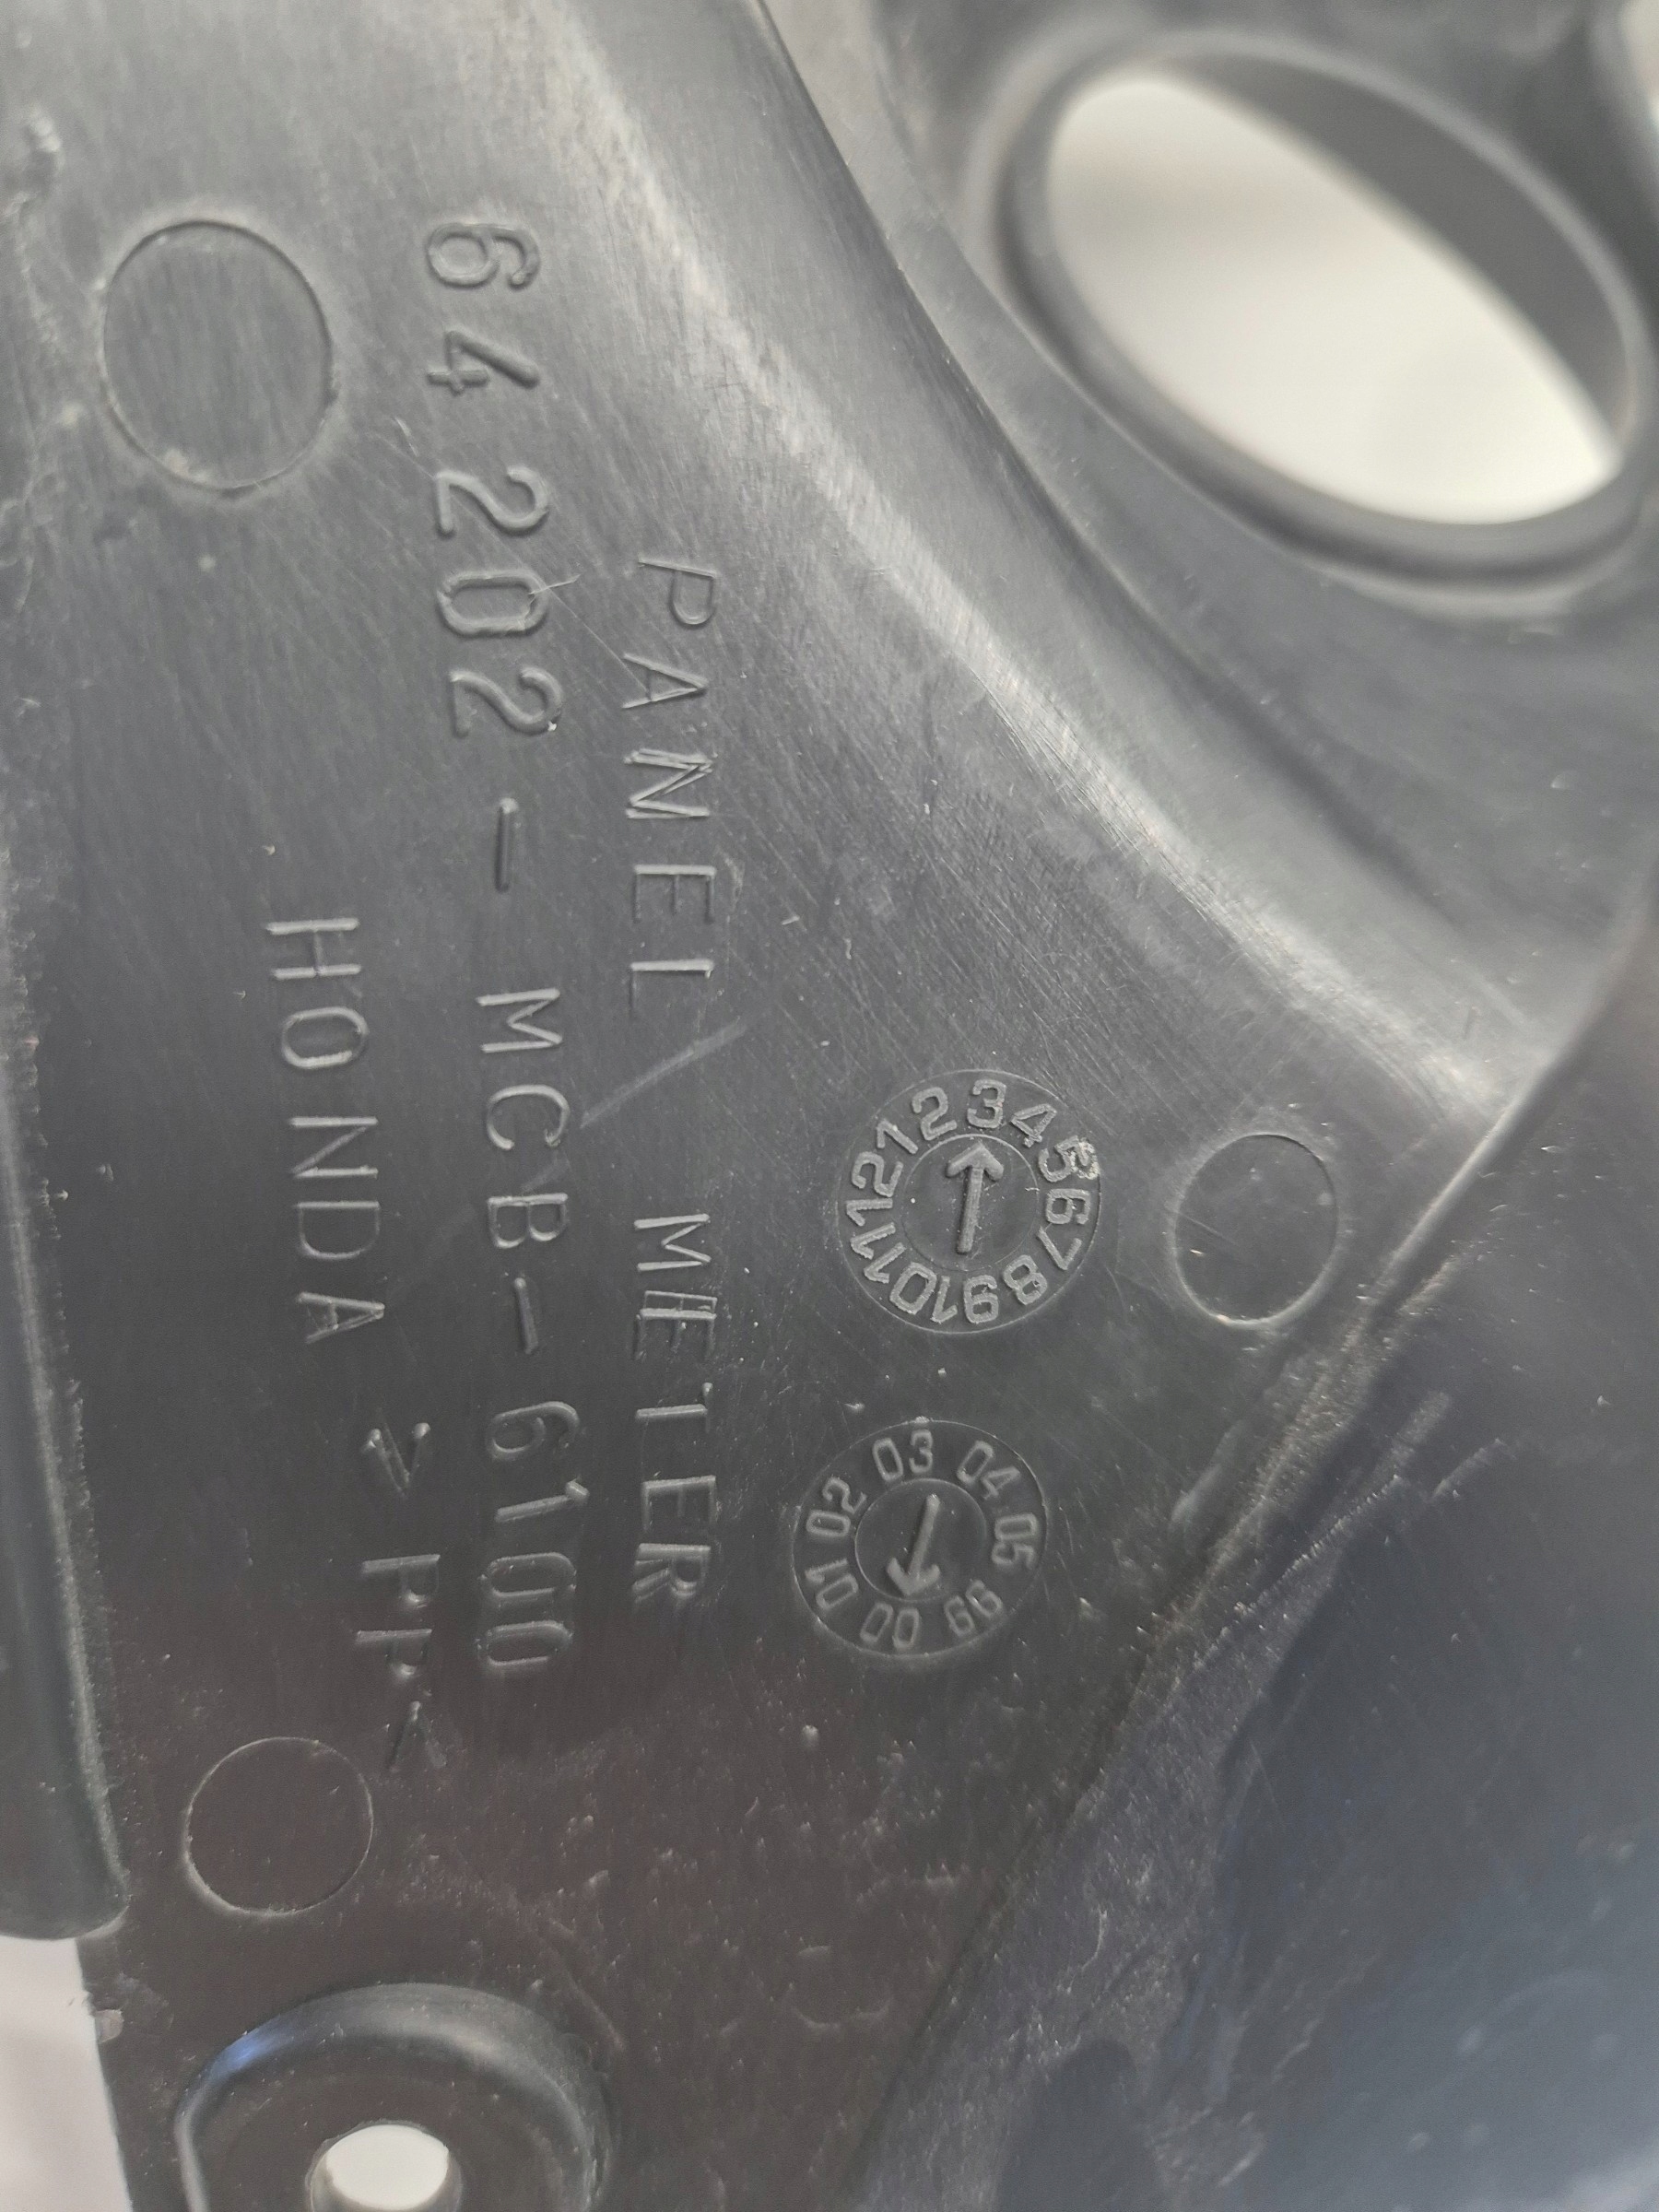 PANEL METER
64202-MCB-6100
HONDA >PP<
1 2 3 4 5 6 7 8 9 10 11 12
99 00 01 02 03 04 05